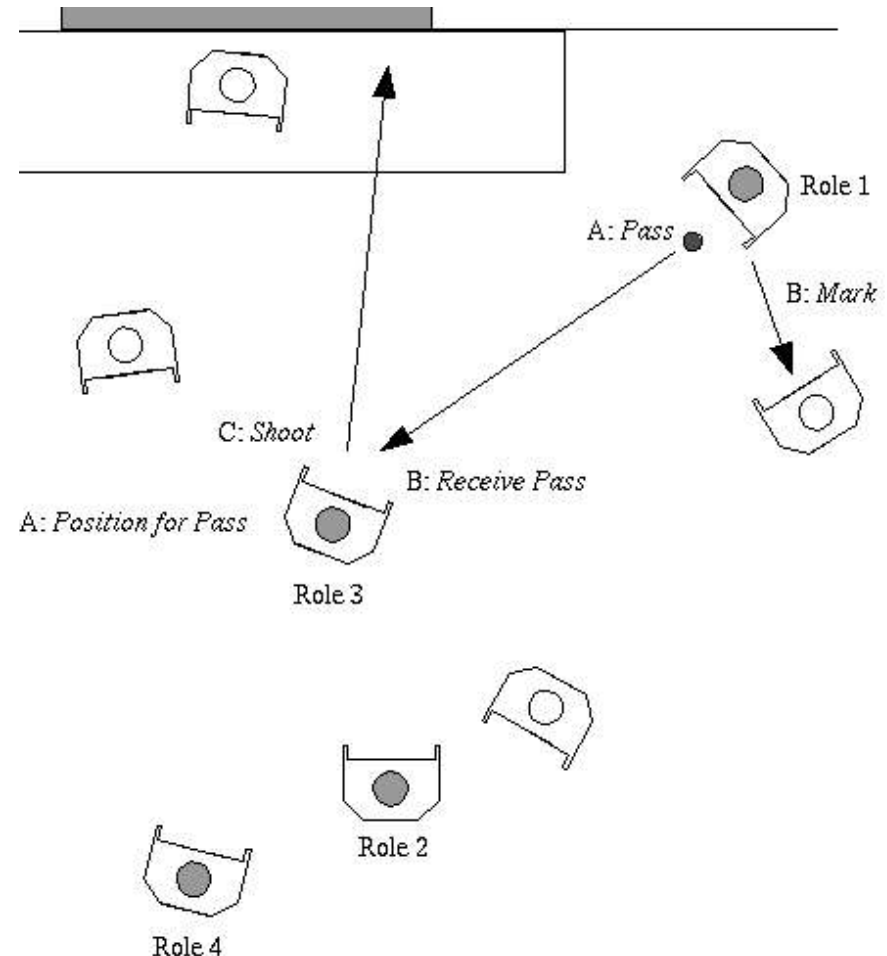 Role 1
A: Pass
B: Mark
C: Shoot
B: Receive Pass
A: Position for Pass
Role 3
Role 2
Role 4